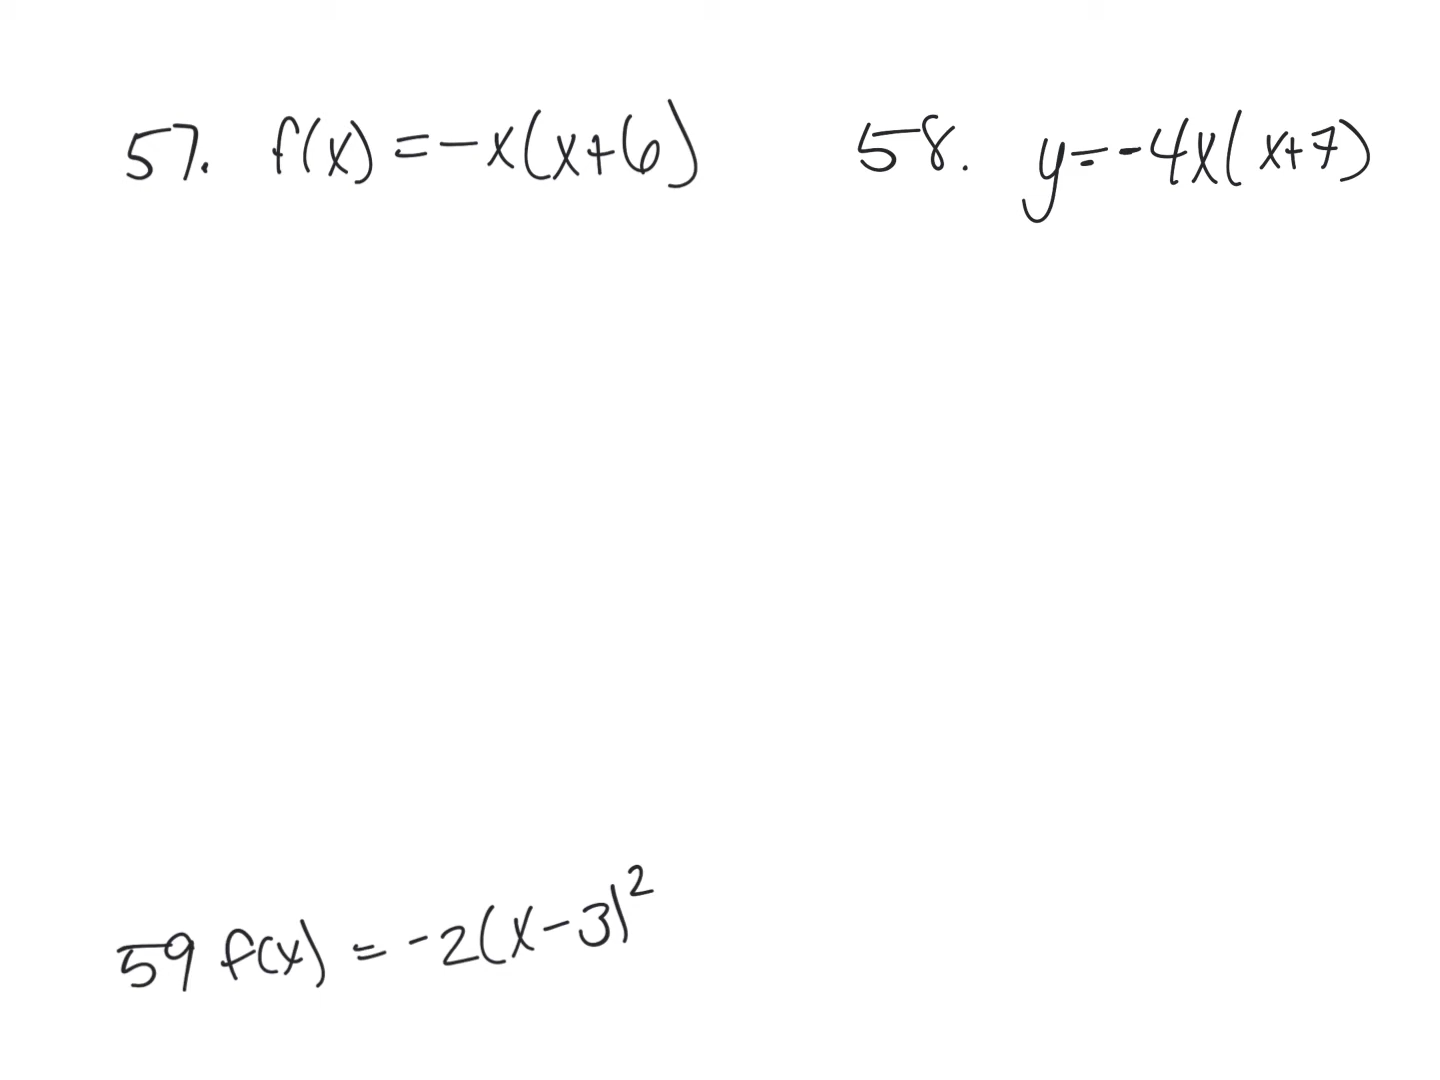 57. f(x) = -x(x+6)
58. y = -4x(x+7)
59 f(x) = -2(x-3)²